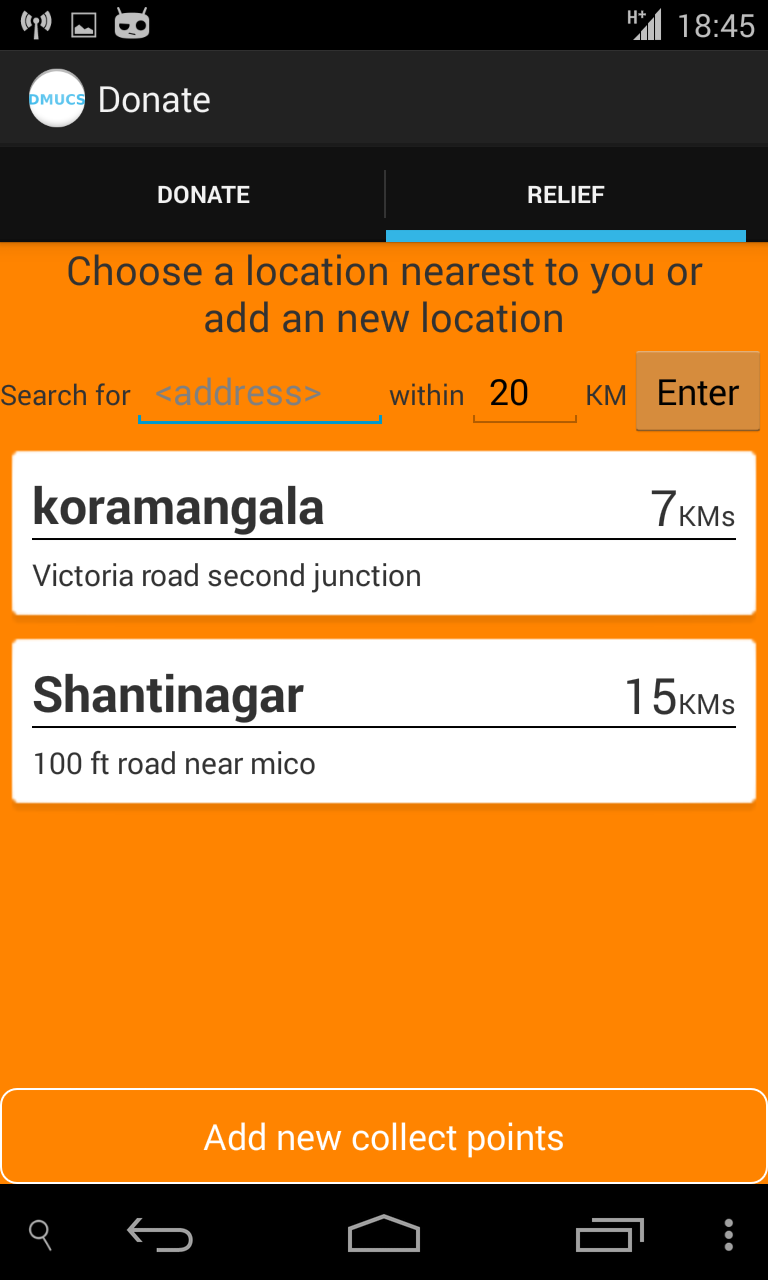 H+ 18:45
DMUCS Donate
DONATE RELIEF
Choose a location nearest to you or
add an new location
Search for <address> within 20 KM Enter
koramangala 7KMs
Victoria road second junction
Shantinagar 15KMs
100 ft road near mico
Add new collect points